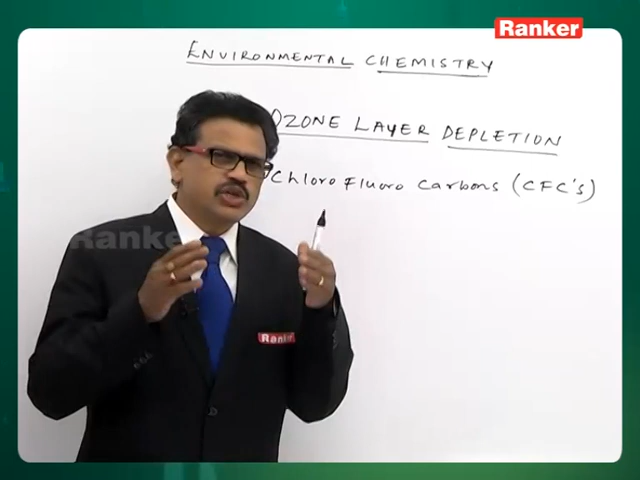 Ranker
ENVIRONMENTAL CHEMISTRY
OZONE LAYER DEPLETION
Chloro Fluoro Carbons (CFC's)
Ranker
Ranker